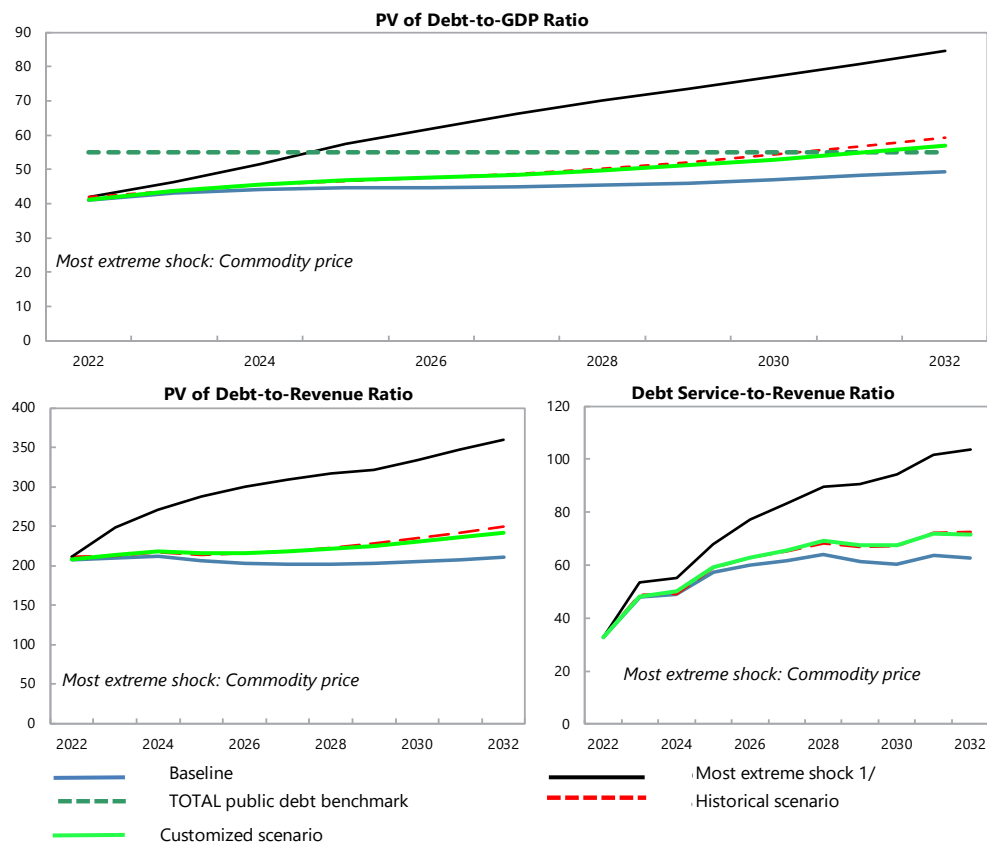 PV of Debt-to-GDP Ratio
90
80
70
60
50
40
30
20
10
0
Most extreme shock: Commodity price
2022 2024 2026 2028 2030 2032
PV of Debt-to-Revenue Ratio
400
350
300
250
200
150
100
50
0
Most extreme shock: Commodity price
2022 2024 2026 2028 2030 2032
Debt Service-to-Revenue Ratio
120
100
80
60
40
20
0
Most extreme shock: Commodity price
2022 2024 2026 2028 2030 2032
Baseline
Most extreme shock 1/
TOTAL public debt benchmark
Historical scenario
Customized scenario